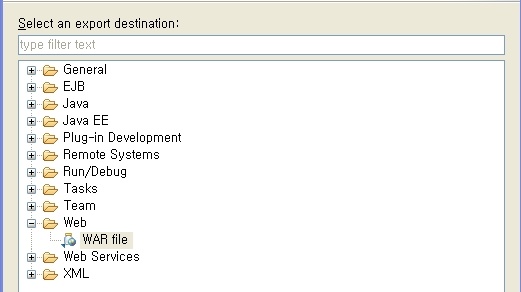 Select an export destination:
type filter text
General
EJB
Java
Java EE
Plug-in Development
Remote Systems
Run/Debug
Tasks
Team
Web
WAR file
Web Services
XML